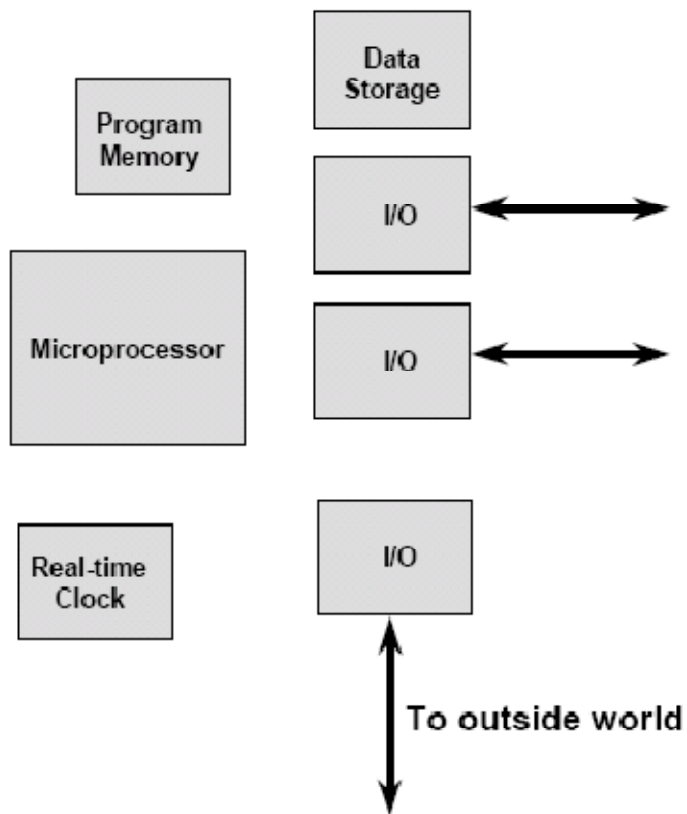 Data
Storage
Program
Memory
I/O
Microprocessor
I/O
Real-time
Clock
I/O
To outside world